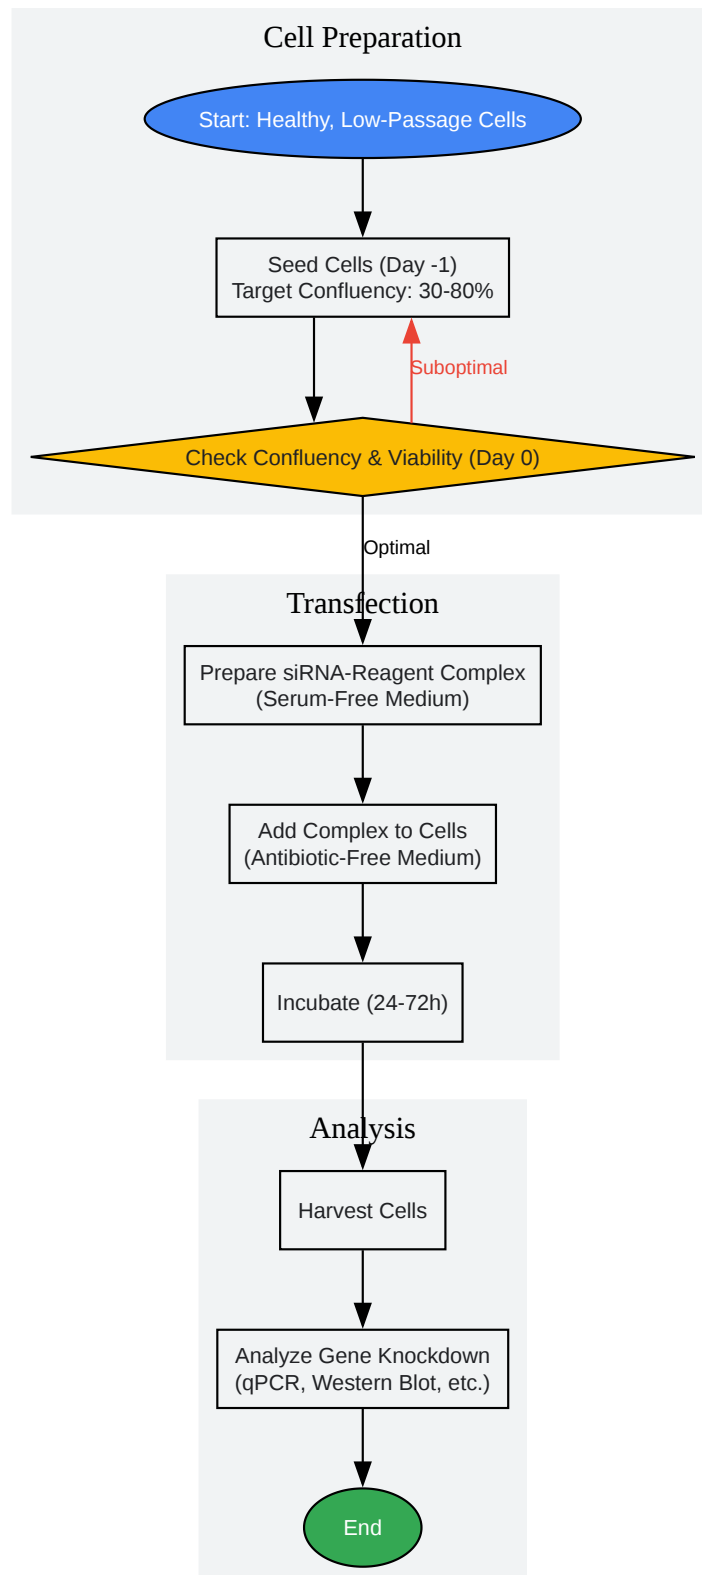 Cell Preparation
Start: Healthy, Low-Passage Cells
Seed Cells (Day -1)
Target Confluency: 30-80%
Suboptimal
Check Confluency & Viability (Day 0)
Optimal
Transfection
Prepare siRNA-Reagent Complex
(Serum-Free Medium)
Add Complex to Cells
(Antibiotic-Free Medium)
Incubate (24-72h)
Analysis
Harvest Cells
Analyze Gene Knockdown
(qPCR, Western Blot, etc.)
End